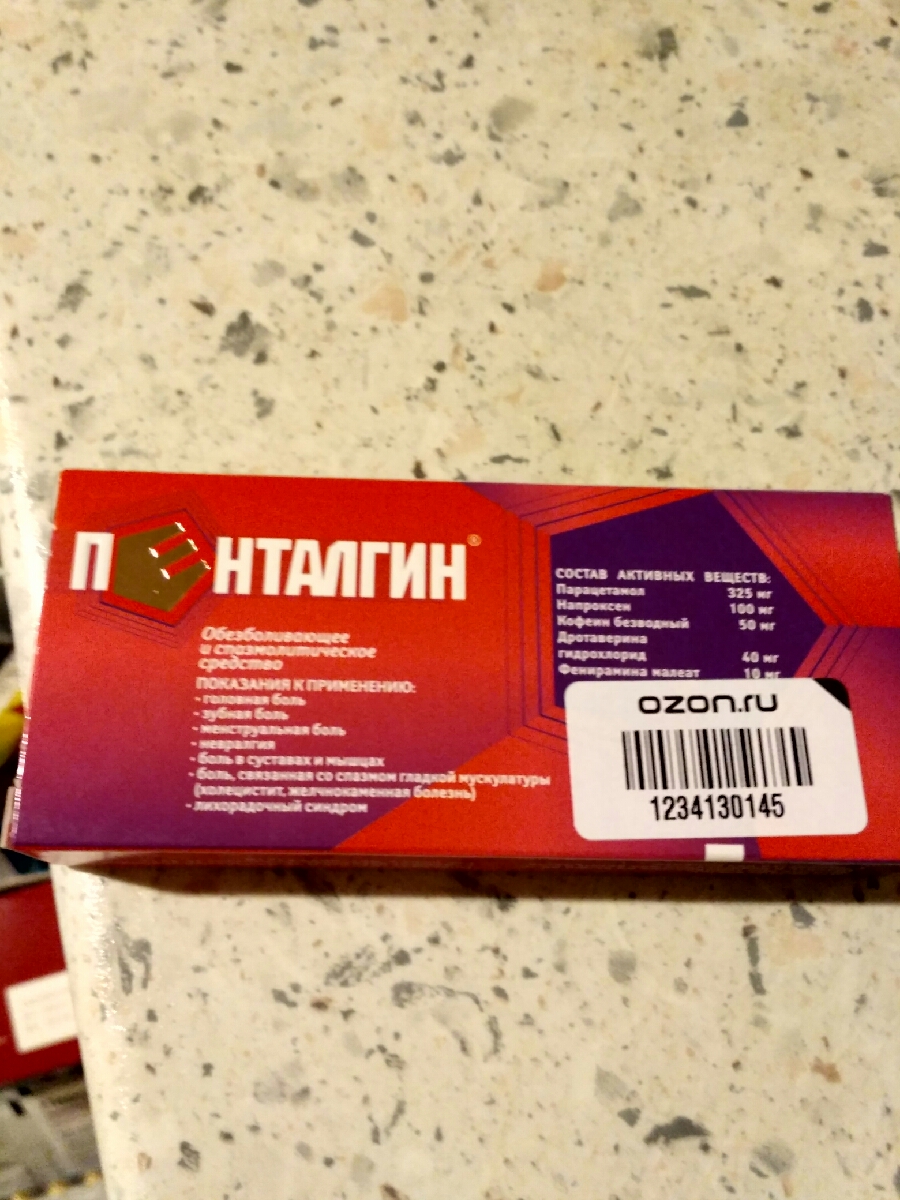 ПЕНТАЛГИН®
Обезболивающее
и спазмолитическое
средство
ПОКАЗАНИЯ К ПРИМЕНЕНИЮ:
- головная боль
- зубная боль
- менструальная боль
- невралгия
- боль в суставах и мышцах
- боль, связанная со спазмом гладкой мускулатуры
(холецистит, желчнокаменная болезнь)
- лихорадочный синдром
СОСТАВ АКТИВНЫХ ВЕЩЕСТВ:
Парацетамол 325 мг
Напроксен 100 мг
Кофеин безводный 50 мг
Дротаверина
гидрохлорид 40 мг
Фенирамина малеат 10 мг
ozon.ru
1234130145